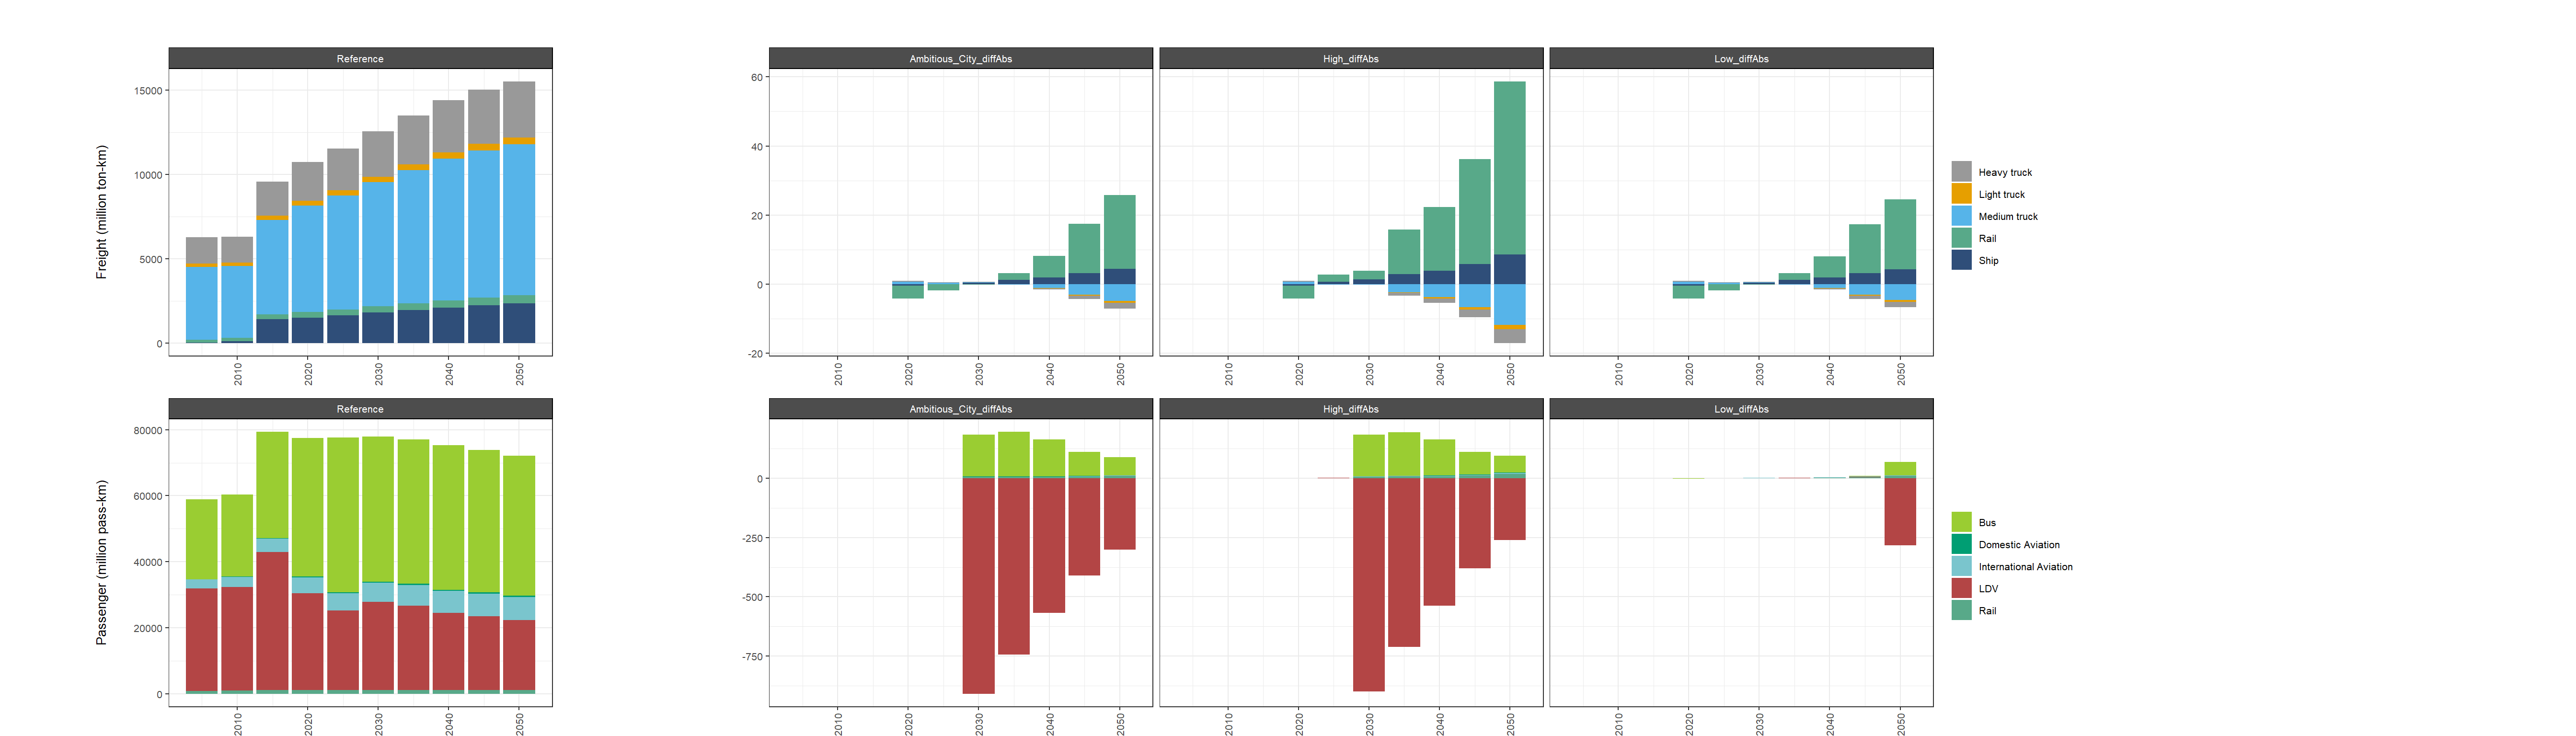 Reference
Ambitious_City_diffAbs
High_diffAbs
Low_diffAbs
Freight (million ton-km)
15000
10000
5000
0
60
40
20
0
-20
2010 2020 2030 2040 2050
2010 2020 2030 2040 2050
2010 2020 2030 2040 2050
2010 2020 2030 2040 2050
Heavy truck
Light truck
Medium truck
Rail
Ship
Reference
Ambitious_City_diffAbs
High_diffAbs
Low_diffAbs
Passenger (million pass-km)
80000
60000
40000
20000
0
0
-250
-500
-750
2010 2020 2030 2040 2050
2010 2020 2030 2040 2050
2010 2020 2030 2040 2050
2010 2020 2030 2040 2050
Bus
Domestic Aviation
International Aviation
LDV
Rail